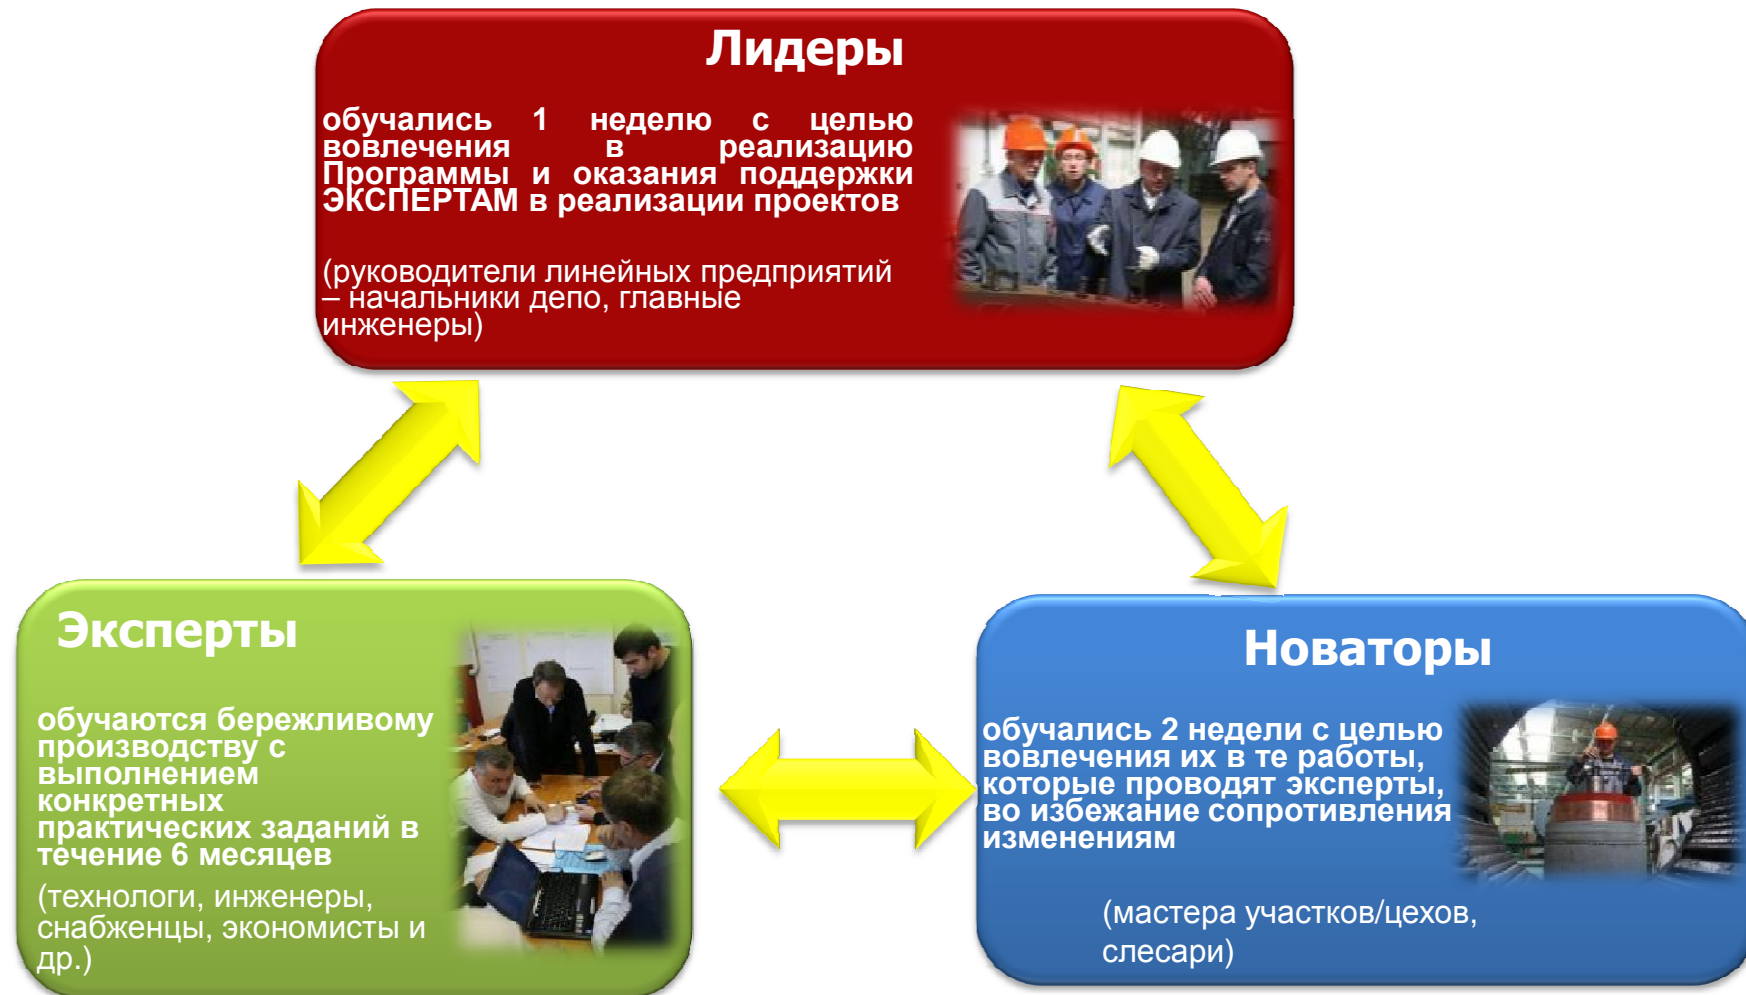 Лидеры
обучались 1 неделю с целью
вовлечения в реализацию
Программы и оказания поддержки
ЭКСПЕРТАМ в реализации проектов
(руководители линейных предприятий
– начальники депо, главные
инженеры)
Эксперты
обучаются бережливому
производству с
выполнением
конкретных
практических заданий в
течение 6 месяцев
(технологи, инженеры,
снабженцы, экономисты и
др.)
Новаторы
обучались 2 недели с целью
вовлечения их в те работы,
которые проводят эксперты,
во избежание сопротивления
изменениям
(мастера участков/цехов,
слесари)